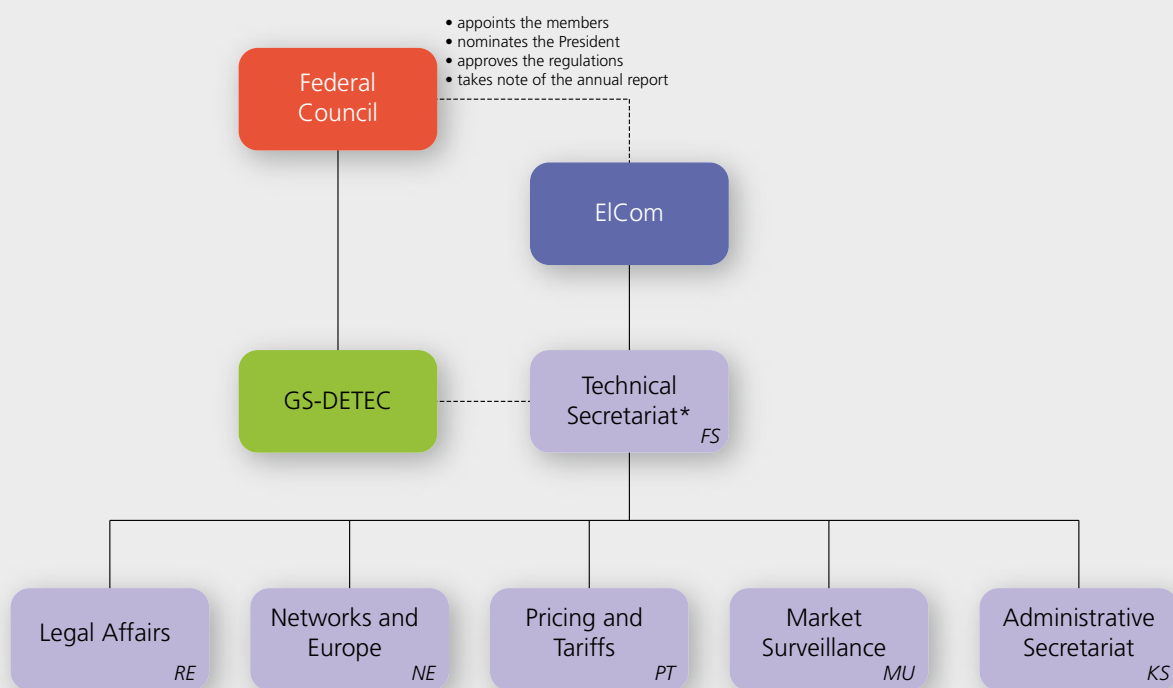 • appoints the members
• nominates the President
• approves the regulations
• takes note of the annual report
Federal
Council
ElCom
GS-DETEC
Technical
Secretariat*
FS
Legal Affairs
RE
Networks and
Europe
NE
Pricing and
Tariffs
PT
Market
Surveillance
MU
Administrative
Secretariat
KS